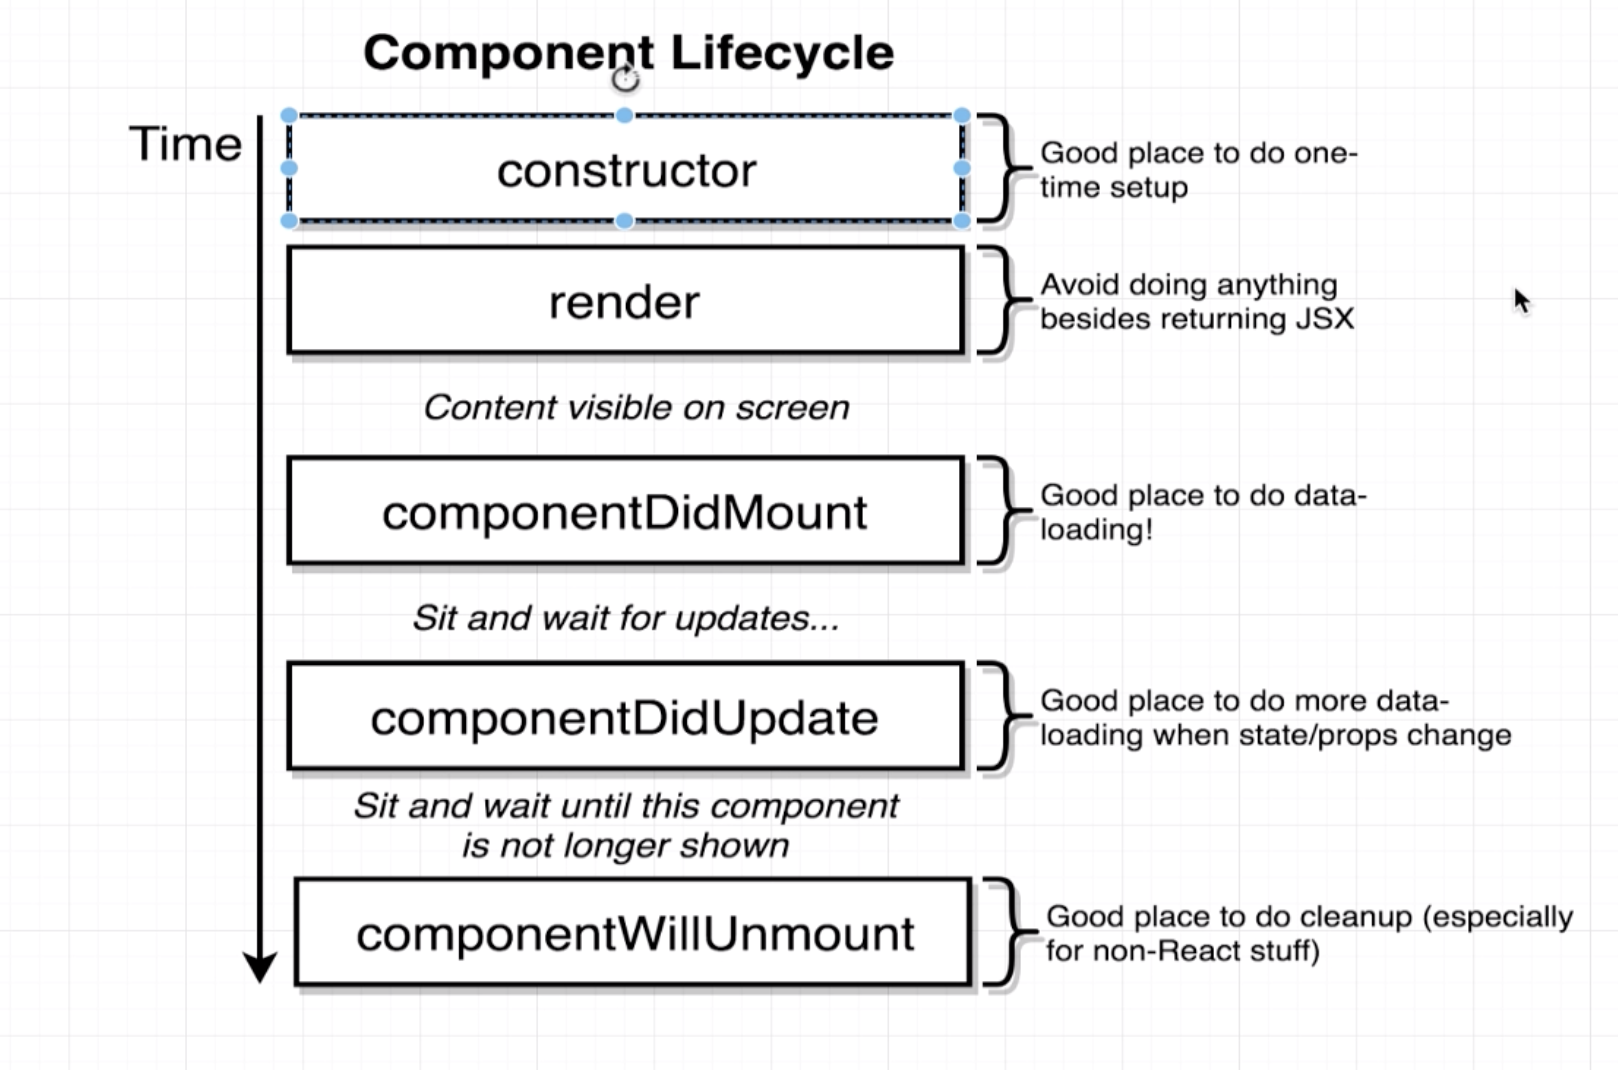 Component Lifecycle
Time
constructor
Good place to do one-
time setup
render
Avoid doing anything
besides returning JSX
Content visible on screen
componentDidMount
Good place to do data-
loading!
Sit and wait for updates...
componentDidUpdate
Good place to do more data-
loading when state/props change
Sit and wait until this component
is not longer shown
componentWillUnmount
Good place to do cleanup (especially
for non-React stuff)